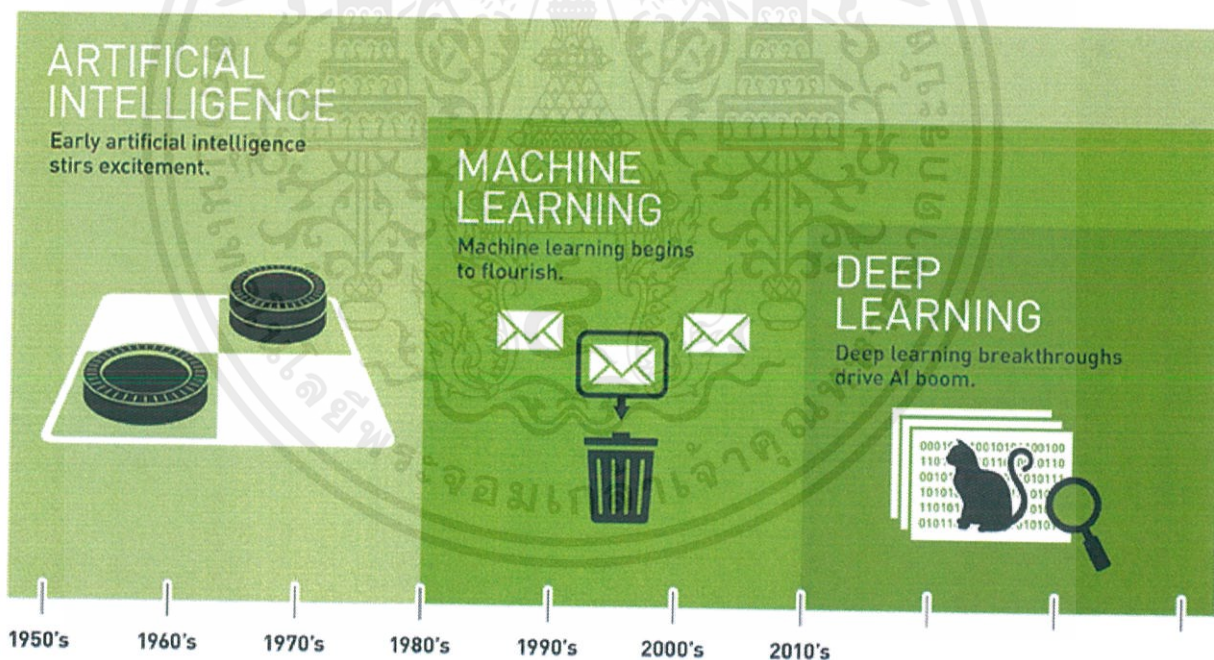 ARTIFICIAL
INTELLIGENCE
Early artificial intelligence
stirs excitement.
MACHINE
LEARNING
Machine learning begins
to flourish.
DEEP
LEARNING
Deep learning breakthroughs
drive AI boom.
1950's 1960's 1970's 1980's 1990's 2000's 2010's